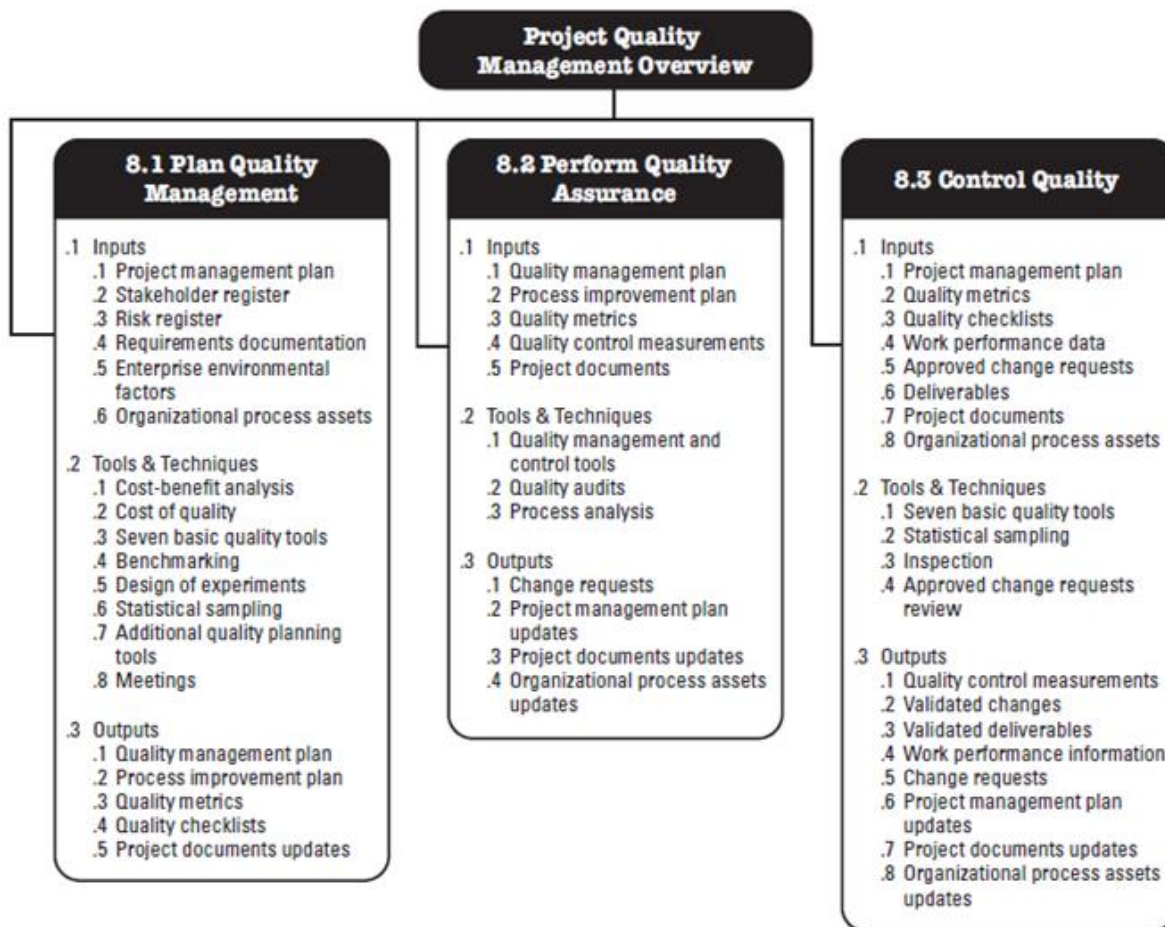 Project Quality
Management Overview
8.1 Plan Quality
Management
.1 Inputs
.1 Project management plan
.2 Stakeholder register
.3 Risk register
.4 Requirements documentation
.5 Enterprise environmental
factors
.6 Organizational process assets
.2 Tools & Techniques
.1 Cost-benefit analysis
.2 Cost of quality
.3 Seven basic quality tools
.4 Benchmarking
.5 Design of experiments
.6 Statistical sampling
.7 Additional quality planning
tools
.8 Meetings
.3 Outputs
.1 Quality management plan
.2 Process improvement plan
.3 Quality metrics
.4 Quality checklists
.5 Project documents updates
8.2 Perform Quality
Assurance
.1 Inputs
.1 Quality management plan
.2 Process improvement plan
.3 Quality metrics
.4 Quality control measurements
.5 Project documents
.2 Tools & Techniques
.1 Quality management and
control tools
.2 Quality audits
.3 Process analysis
.3 Outputs
.1 Change requests
.2 Project management plan
updates
.3 Project documents updates
.4 Organizational process assets
updates
8.3 Control Quality
.1 Inputs
.1 Project management plan
.2 Quality metrics
.3 Quality checklists
.4 Work performance data
.5 Approved change requests
.6 Deliverables
.7 Project documents
.8 Organizational process assets
.2 Tools & Techniques
.1 Seven basic quality tools
.2 Statistical sampling
.3 Inspection
.4 Approved change requests
review
.3 Outputs
.1 Quality control measurements
.2 Validated changes
.3 Validated deliverables
.4 Work performance information
.5 Change requests
.6 Project management plan
updates
.7 Project documents updates
.8 Organizational process assets
updates